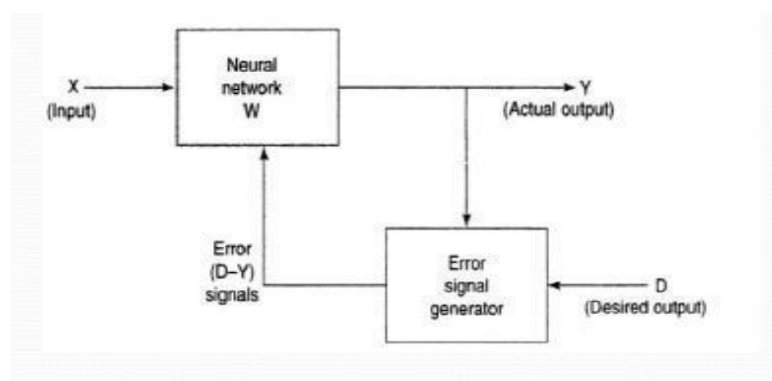 Neural
network
W
X
(Input)
Y
(Actual output)
Error
(D–Y)
signals
Error
signal
generator
D
(Desired output)